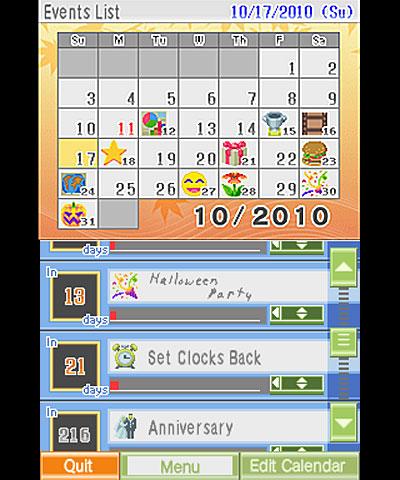 Events List 10/17/2010 (Su)
Su M Tu W Th F Sa
1 2
3 4 5 6 7 8 9
10 11 12 13 14 15 16
17 18 19 20 21 22 23
24 25 26 27 28 29 30
31 10/2010
days
In
13
days
Halloween
Party
In
21
days
Set Clocks Back
In
216
Anniversary
Quit Menu Edit Calendar